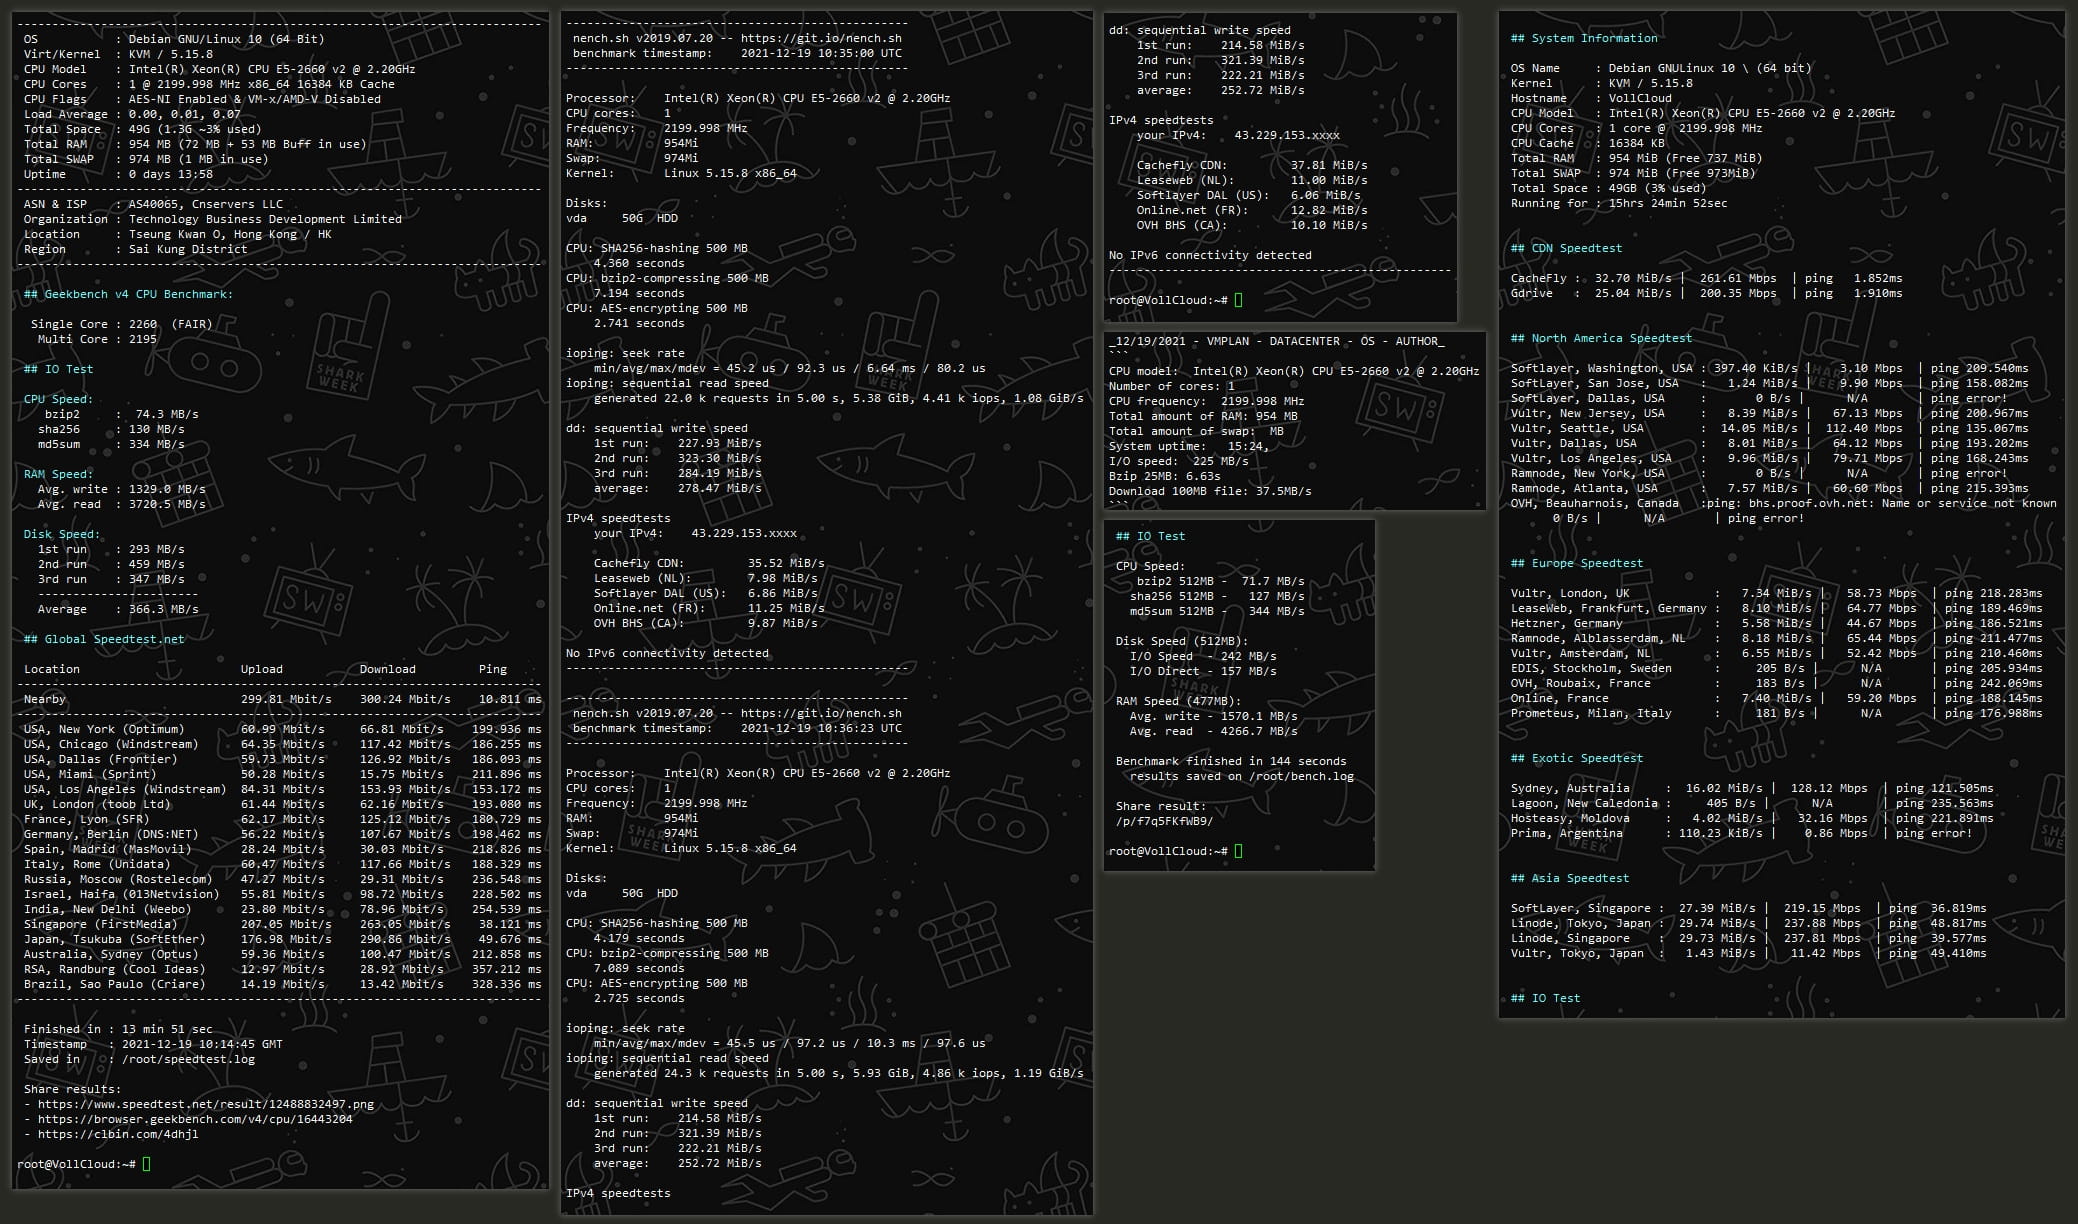 ----------------------------------------------------------------------
OS : Debian GNU/Linux 10 (64 Bit)
Virt/Kernel : KVM / 5.15.8
CPU Model : Intel(R) Xeon(R) CPU E5-2660 v2 @ 2.20GHz
CPU Cores : 1 @ 2199.998 MHz x86_64 16384 KB Cache
CPU Flags : AES-NI Enabled & VM-x/AMD-V Disabled
Load Average : 0.00, 0.01, 0.07
Total Space : 49G (1.3G ~3% used)
Total RAM : 954 MB (72 MB + 53 MB Buff in use)
Total SWAP : 974 MB (1 MB in use)
Uptime : 0 days 13:58
----------------------------------------------------------------------
ASN & ISP : AS40065, Cnservers LLC
Organization : Technology Business Development Limited
Location : Tseung Kwan O, Hong Kong / HK
Region : Sai Kung District
----------------------------------------------------------------------
## Geekbench v4 CPU Benchmark:
Single Core : 2260 (FAIR)
Multi Core : 2195
## IO Test
CPU Speed:
bzip2 : 74.3 MB/s
sha256 : 130 MB/s
md5sum : 334 MB/s
RAM Speed:
Avg. write : 1329.0 MB/s
Avg. read : 3720.5 MB/s
Disk Speed:
1st run : 293 MB/s
2nd run : 459 MB/s
3rd run : 347 MB/s
-----------------------
Average : 366.3 MB/s
## Global Speedtest.net
Location Upload Download Ping
----------------------------------------------------------------------
Nearby 299.81 Mbit/s 300.24 Mbit/s 10.811 ms
----------------------------------------------------------------------
USA, New York (Optimum) 60.99 Mbit/s 66.81 Mbit/s 199.936 ms
USA, Chicago (Windstream) 64.35 Mbit/s 117.42 Mbit/s 186.255 ms
USA, Dallas (Frontier) 59.73 Mbit/s 126.92 Mbit/s 186.093 ms
USA, Miami (Sprint) 50.28 Mbit/s 15.75 Mbit/s 211.896 ms
USA, Los Angeles (Windstream) 84.31 Mbit/s 153.93 Mbit/s 153.172 ms
UK, London (toob Ltd) 61.44 Mbit/s 62.16 Mbit/s 193.080 ms
France, Lyon (SFR) 62.17 Mbit/s 125.12 Mbit/s 180.729 ms
Germany, Berlin (DNS:NET) 56.22 Mbit/s 107.67 Mbit/s 198.462 ms
Spain, Madrid (MasMovil) 28.24 Mbit/s 30.03 Mbit/s 218.826 ms
Italy, Rome (Unidata) 60.47 Mbit/s 117.66 Mbit/s 188.329 ms
Russia, Moscow (Rostelecom) 47.27 Mbit/s 29.31 Mbit/s 236.548 ms
Israel, Haifa (013Netvision) 55.81 Mbit/s 98.72 Mbit/s 228.502 ms
India, New Delhi (Weebo) 23.80 Mbit/s 78.96 Mbit/s 254.539 ms
Singapore (FirstMedia) 207.05 Mbit/s 263.05 Mbit/s 38.121 ms
Japan, Tsukuba (SoftEther) 176.98 Mbit/s 290.86 Mbit/s 49.676 ms
Australia, Sydney (Optus) 59.36 Mbit/s 100.47 Mbit/s 212.858 ms
RSA, Randburg (Cool Ideas) 12.97 Mbit/s 28.92 Mbit/s 357.212 ms
Brazil, Sao Paulo (Criare) 14.19 Mbit/s 13.42 Mbit/s 328.336 ms
----------------------------------------------------------------------
Finished in : 13 min 51 sec
Timestamp : 2021-12-19 10:14:45 GMT
Saved in : /root/speedtest.log
Share results:
- https://www.speedtest.net/result/12488832497.png
- https://browser.geekbench.com/v4/cpu/16443204
- https://clbin.com/4dhjl
root@VollCloud:~#
-------------------------------------------------
nench.sh v2019.07.20 -- https://git.io/nench.sh
benchmark timestamp: 2021-12-19 10:35:00 UTC
-------------------------------------------------
Processor: Intel(R) Xeon(R) CPU E5-2660 v2 @ 2.20GHz
CPU cores: 1
Frequency: 2199.998 MHz
RAM: 954Mi
Swap: 974Mi
Kernel: Linux 5.15.8 x86_64
Disks:
vda 50G HDD
CPU: SHA256-hashing 500 MB
4.360 seconds
CPU: bzip2-compressing 500 MB
7.194 seconds
CPU: AES-encrypting 500 MB
2.741 seconds
ioping: seek rate
min/avg/max/mdev = 45.2 us / 92.3 us / 6.64 ms / 80.2 us
ioping: sequential read speed
generated 22.0 k requests in 5.00 s, 5.38 GiB, 4.41 k iops, 1.08 GiB/s
dd: sequential write speed
1st run: 227.93 MiB/s
2nd run: 323.30 MiB/s
3rd run: 284.19 MiB/s
average: 278.47 MiB/s
IPv4 speedtests
your IPv4: 43.229.153.xxxx
Cachefly CDN: 35.52 MiB/s
Leaseweb (NL): 7.98 MiB/s
Softlayer DAL (US): 6.86 MiB/s
Online.net (FR): 11.25 MiB/s
OVH BHS (CA): 9.87 MiB/s
No IPv6 connectivity detected
-------------------------------------------------
-------------------------------------------------
nench.sh v2019.07.20 -- https://git.io/nench.sh
benchmark timestamp: 2021-12-19 10:36:23 UTC
-------------------------------------------------
Processor: Intel(R) Xeon(R) CPU E5-2660 v2 @ 2.20GHz
CPU cores: 1
Frequency: 2199.998 MHz
RAM: 954Mi
Swap: 974Mi
Kernel: Linux 5.15.8 x86_64
Disks:
vda 50G HDD
CPU: SHA256-hashing 500 MB
4.179 seconds
CPU: bzip2-compressing 500 MB
7.089 seconds
CPU: AES-encrypting 500 MB
2.725 seconds
ioping: seek rate
min/avg/max/mdev = 45.5 us / 97.2 us / 10.3 ms / 97.6 us
ioping: sequential read speed
generated 24.3 k requests in 5.00 s, 5.93 GiB, 4.86 k iops, 1.19 GiB/s
dd: sequential write speed
1st run: 214.58 MiB/s
2nd run: 321.39 MiB/s
3rd run: 222.21 MiB/s
average: 252.72 MiB/s
IPv4 speedtests
dd: sequential write speed
1st run: 214.58 MiB/s
2nd run: 321.39 MiB/s
3rd run: 222.21 MiB/s
average: 252.72 MiB/s
IPv4 speedtests
your IPv4: 43.229.153.xxxx
Cachefly CDN: 37.81 MiB/s
Leaseweb (NL): 11.00 MiB/s
Softlayer DAL (US): 6.06 MiB/s
Online.net (FR): 12.82 MiB/s
OVH BHS (CA): 10.10 MiB/s
No IPv6 connectivity detected
-------------------------------------------------
root@VollCloud:~#
_12/19/2021 - VMPLAN - DATACENTER - OS - AUTHOR_
```
CPU model: Intel(R) Xeon(R) CPU E5-2660 v2 @ 2.20GHz
Number of cores: 1
CPU frequency: 2199.998 MHz
Total amount of RAM: 954 MB
Total amount of swap: MB
System uptime: 15:24,
I/O speed: 225 MB/s
Bzip 25MB: 6.63s
Download 100MB file: 37.5MB/s
```
## IO Test
CPU Speed:
bzip2 512MB - 71.7 MB/s
sha256 512MB - 127 MB/s
md5sum 512MB - 344 MB/s
Disk Speed (512MB):
I/O Speed - 242 MB/s
I/O Direct - 157 MB/s
RAM Speed (477MB):
Avg. write - 1570.1 MB/s
Avg. read - 4266.7 MB/s
Benchmark finished in 144 seconds
results saved on /root/bench.log
Share result:
/p/f7q5FKfWB9/
root@VollCloud:~#
## System Information
OS Name : Debian GNULinux 10 \ (64 bit)
Kernel : KVM / 5.15.8
Hostname : VollCloud
CPU Model : Intel(R) Xeon(R) CPU E5-2660 v2 @ 2.20GHz
CPU Cores : 1 core @ 2199.998 MHz
CPU Cache : 16384 KB
Total RAM : 954 MiB (Free 737 MiB)
Total SWAP : 974 MiB (Free 973MiB)
Total Space : 49GB (3% used)
Running for : 15hrs 24min 52sec
## CDN Speedtest
CacheFly : 32.70 MiB/s | 261.61 Mbps | ping 1.852ms
Gdrive : 25.04 MiB/s | 200.35 Mbps | ping 1.910ms
## North America Speedtest
Softlayer, Washington, USA : 397.40 KiB/s | 3.10 Mbps | ping 209.540ms
SoftLayer, San Jose, USA : 1.24 MiB/s | 9.90 Mbps | ping 158.082ms
SoftLayer, Dallas, USA : 0 B/s | N/A | ping error!
Vultr, New Jersey, USA : 8.39 MiB/s | 67.13 Mbps | ping 200.967ms
Vultr, Seattle, USA : 14.05 MiB/s | 112.40 Mbps | ping 135.067ms
Vultr, Dallas, USA : 8.01 MiB/s | 64.12 Mbps | ping 193.202ms
Vultr, Los Angeles, USA : 9.96 MiB/s | 79.71 Mbps | ping 168.243ms
Ramnode, New York, USA : 0 B/s | N/A | ping error!
Ramnode, Atlanta, USA : 7.57 MiB/s | 60.60 Mbps | ping 215.393ms
OVH, Beauharnois, Canada :ping: bhs.proof.ovh.net: Name or service not known
0 B/s | N/A | ping error!
## Europe Speedtest
Vultr, London, UK : 7.34 MiB/s | 58.73 Mbps | ping 218.283ms
LeaseWeb, Frankfurt, Germany : 8.10 MiB/s | 64.77 Mbps | ping 189.469ms
Hetzner, Germany : 5.58 MiB/s | 44.67 Mbps | ping 186.521ms
Ramnode, Alblasserdam, NL : 8.18 MiB/s | 65.44 Mbps | ping 211.477ms
Vultr, Amsterdam, NL : 6.55 MiB/s | 52.42 Mbps | ping 210.460ms
EDIS, Stockholm, Sweden : 205 B/s | N/A | ping 205.934ms
OVH, Roubaix, France : 183 B/s | N/A | ping 242.069ms
Online, France : 7.40 MiB/s | 59.20 Mbps | ping 188.145ms
Prometeus, Milan, Italy : 181 B/s | N/A | ping 176.988ms
## Exotic Speedtest
Sydney, Australia : 16.02 MiB/s | 128.12 Mbps | ping 121.505ms
Lagoon, New Caledonia : 405 B/s | N/A | ping 235.563ms
Hosteasy, Moldova : 4.02 MiB/s | 32.16 Mbps | ping 221.891ms
Prima, Argentina : 110.23 KiB/s | 0.86 Mbps | ping error!
## Asia Speedtest
SoftLayer, Singapore : 27.39 MiB/s | 219.15 Mbps | ping 36.819ms
Linode, Tokyo, Japan : 29.74 MiB/s | 237.88 Mbps | ping 48.817ms
Linode, Singapore : 29.73 MiB/s | 237.81 Mbps | ping 39.577ms
Vultr, Tokyo, Japan : 1.43 MiB/s | 11.42 Mbps | ping 49.410ms
## IO Test